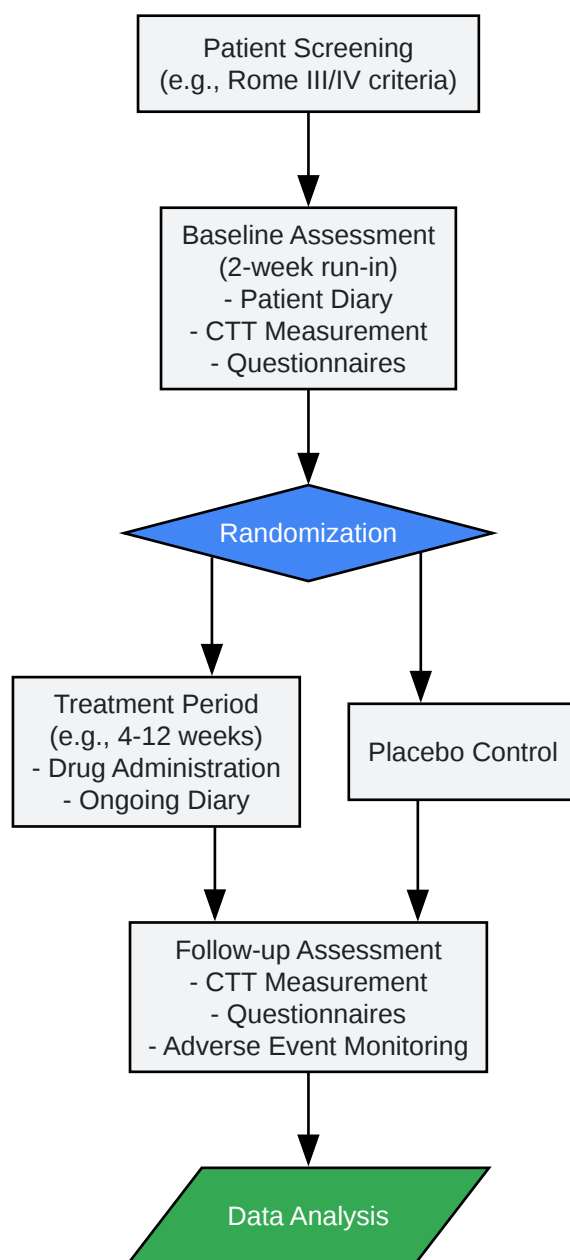 Patient Screening
(e.g., Rome III/IV criteria)
Baseline Assessment
(2-week run-in)
- Patient Diary
- CTT Measurement
- Questionnaires
Randomization
Treatment Period
(e.g., 4-12 weeks)
- Drug Administration
- Ongoing Diary
Placebo Control
Follow-up Assessment
- CTT Measurement
- Questionnaires
- Adverse Event Monitoring
Data Analysis